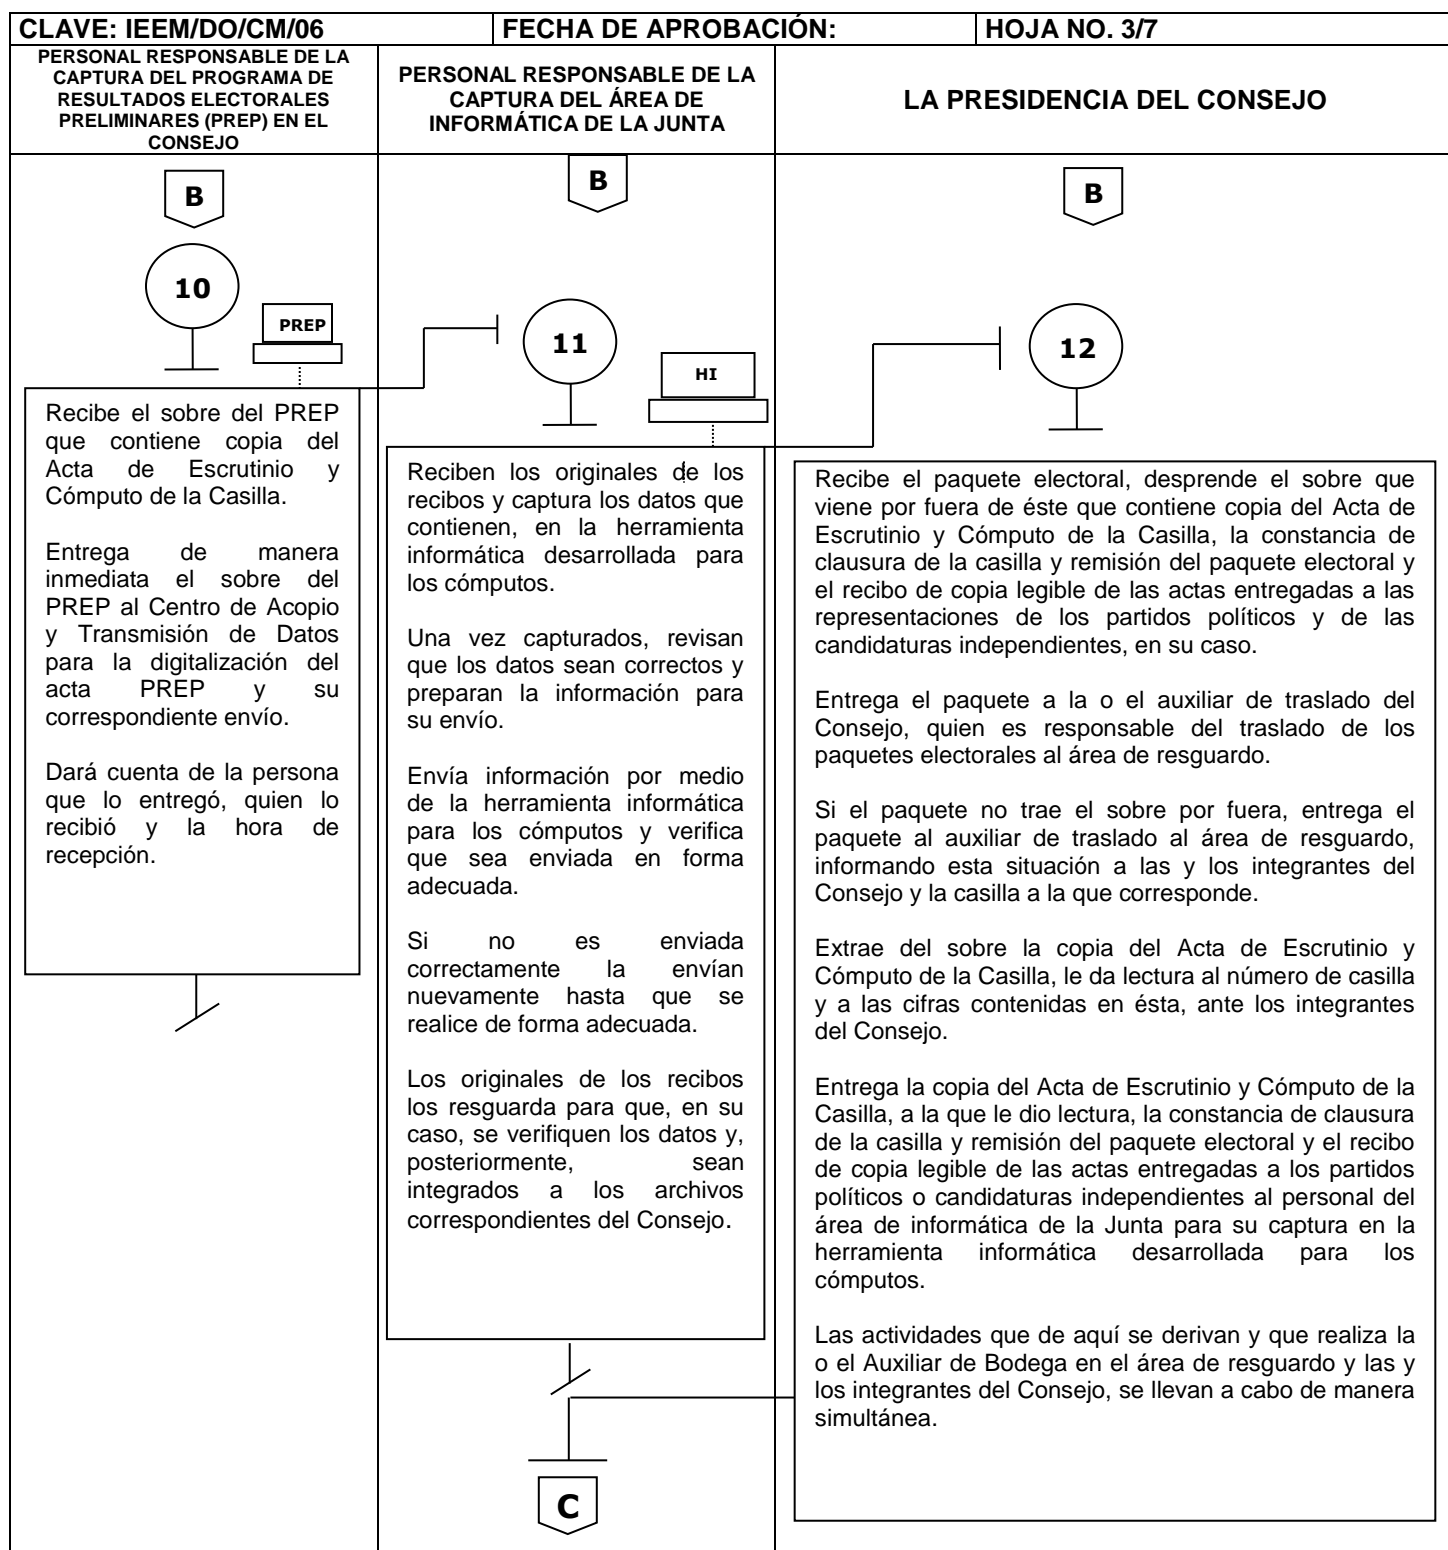 CLAVE: IEEM/DO/CM/06 FECHA DE APROBACIÓN: HOJA NO. 3/7
PERSONAL RESPONSABLE DE LA
CAPTURA DEL PROGRAMA DE
RESULTADOS ELECTORALES
PRELIMINARES (PREP) EN EL
CONSEJO
PERSONAL RESPONSABLE DE LA
CAPTURA DEL ÁREA DE
INFORMÁTICA DE LA JUNTA
LA PRESIDENCIA DEL CONSEJO
B
10
PREP
Recibe el sobre del PREP
que contiene copia del
Acta de Escrutinio y
Cómputo de la Casilla.
Entrega de manera
inmediata el sobre del
PREP al Centro de Acopio
y Transmisión de Datos
para la digitalización del
acta PREP y su
correspondiente envío.
Dará cuenta de la persona
que lo entregó, quien lo
recibió y la hora de
recepción.
B
11
HI
Reciben los originales de los
recibos y captura los datos que
contienen, en la herramienta
informática desarrollada para
los cómputos.
Una vez capturados, revisan
que los datos sean correctos y
preparan la información para
su envío.
Envía información por medio
de la herramienta informática
para los cómputos y verifica
que sea enviada en forma
adecuada.
Si no es enviada
correctamente la envían
nuevamente hasta que se
realice de forma adecuada.
Los originales de los recibos
los resguarda para que, en su
caso, se verifiquen los datos y,
posteriormente, sean
integrados a los archivos
correspondientes del Consejo.
C
B
12
Recibe el paquete electoral, desprende el sobre que
viene por fuera de éste que contiene copia del Acta de
Escrutinio y Cómputo de la Casilla, la constancia de
clausura de la casilla y remisión del paquete electoral y
el recibo de copia legible de las actas entregadas a las
representaciones de los partidos políticos y de las
candidaturas independientes, en su caso.
Entrega el paquete a la o el auxiliar de traslado del
Consejo, quien es responsable del traslado de los
paquetes electorales al área de resguardo.
Si el paquete no trae el sobre por fuera, entrega el
paquete al auxiliar de traslado al área de resguardo,
informando esta situación a las y los integrantes del
Consejo y la casilla a la que corresponde.
Extrae del sobre la copia del Acta de Escrutinio y
Cómputo de la Casilla, le da lectura al número de casilla
y a las cifras contenidas en ésta, ante los integrantes
del Consejo.
Entrega la copia del Acta de Escrutinio y Cómputo de la
Casilla, a la que le dio lectura, la constancia de clausura
de la casilla y remisión del paquete electoral y el recibo
de copia legible de las actas entregadas a los partidos
políticos o candidaturas independientes al personal del
área de informática de la Junta para su captura en la
herramienta informática desarrollada para los
cómputos.
Las actividades que de aquí se derivan y que realiza la
o el Auxiliar de Bodega en el área de resguardo y las y
los integrantes del Consejo, se llevan a cabo de manera
simultánea.